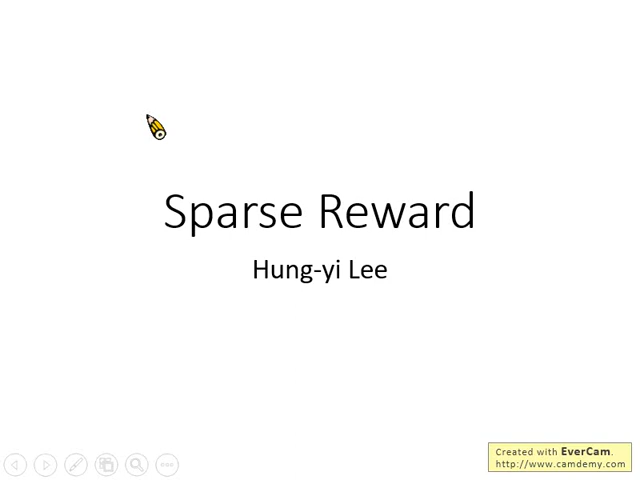 Sparse Reward
Hung-yi Lee
Created with EverCam.
http://www.camdemy.com